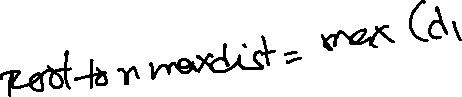 Root to n maxdist = max (d1